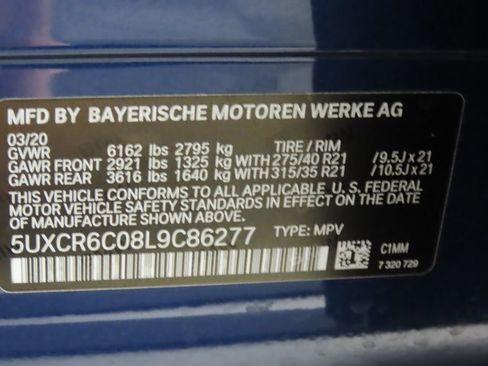 MFD BY BAYERISCHE MOTOREN WERKE AG
03/20
GVWR 6162 lbs 2795 kg TIRE / RIM
GAWR FRONT 2921 lbs 1325 kg WITH 275/40 R21 /9.5J x 21
GAWR REAR 3616 lbs 1640 kg WITH 315/35 R21 /10.5J x 21
THIS VEHICLE CONFORMS TO ALL APPLICABLE U. S. FEDERAL
MOTOR VEHICLE SAFETY STANDARDS IN EFFECT ON THE DATE
OF MANUFACTURE SHOWN ABOVE.
5UXCR6C08L9C86277 TYPE: MPV
C1MM
7 320 729